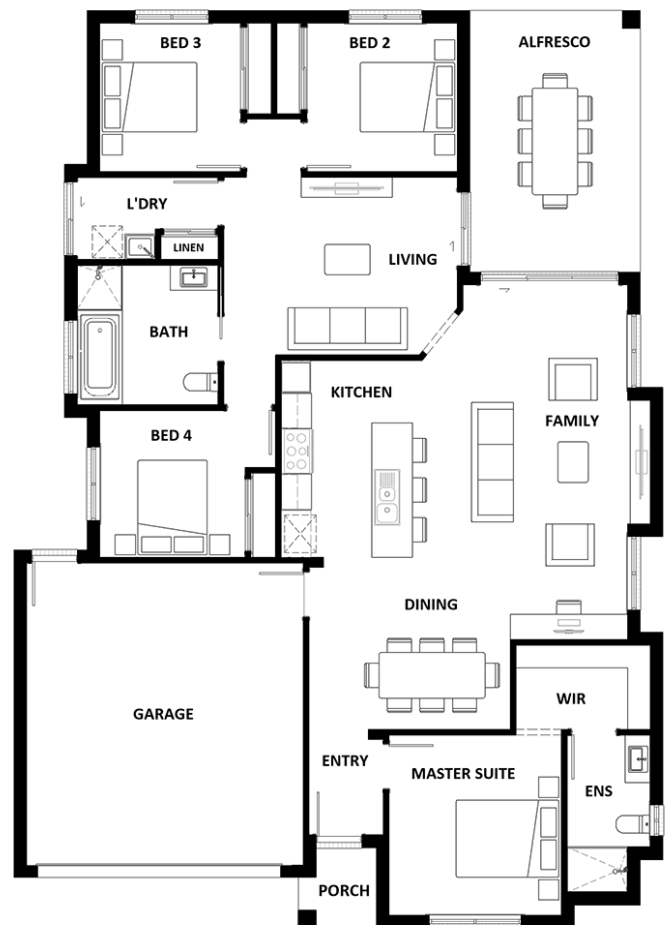 BED 3
BED 2
ALFRESCO
L'DRY
LINEN
LIVING
BATH
KITCHEN
FAMILY
BED 4
DINING
WIR
GARAGE
ENTRY
MASTER SUITE
ENS
PORCH